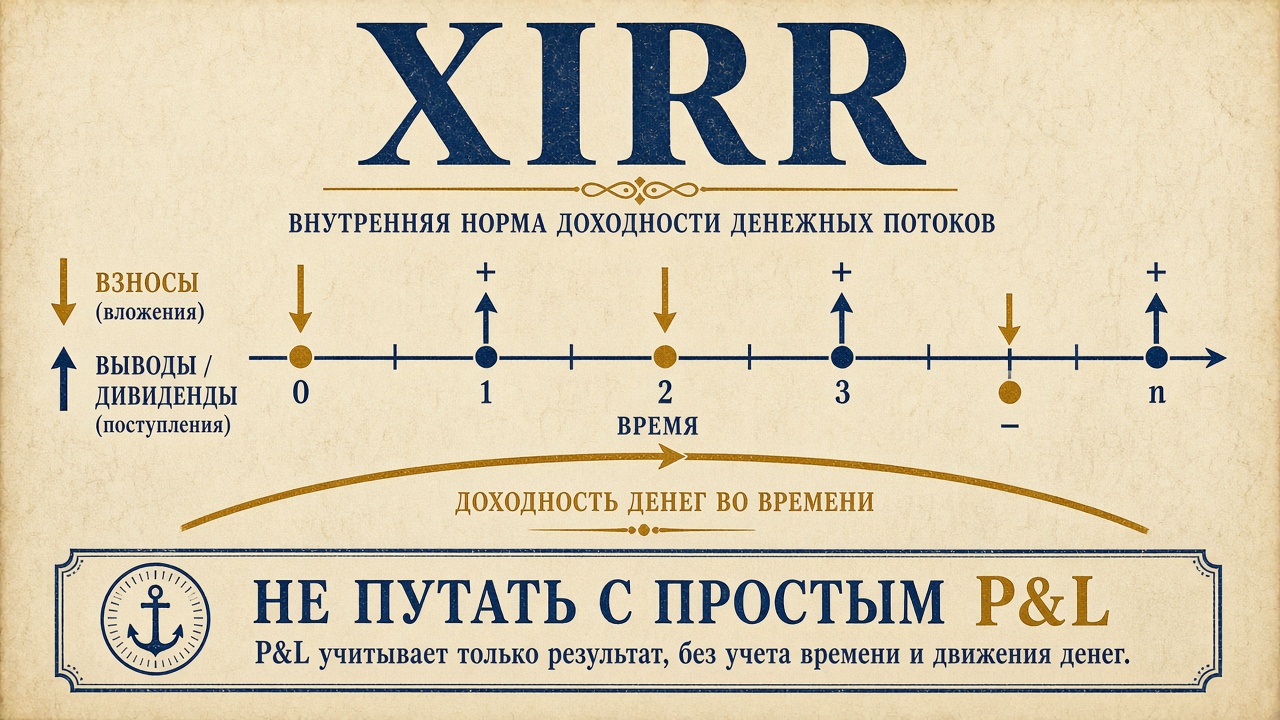 XIRR
ВНУТРЕННЯЯ НОРМА ДОХОДНОСТИ ДЕНЕЖНЫХ ПОТОКОВ
ВЗНОСЫ
(вложения)
ВЫВОДЫ /
ДИВИДЕНДЫ
(поступления)
+ + +
0 1 2 3 n
–
ВРЕМЯ
ДОХОДНОСТЬ ДЕНЕГ ВО ВРЕМЕНИ
НЕ ПУТАТЬ С ПРОСТЫМ P&L
P&L учитывает только результат, без учета времени и движения денег.